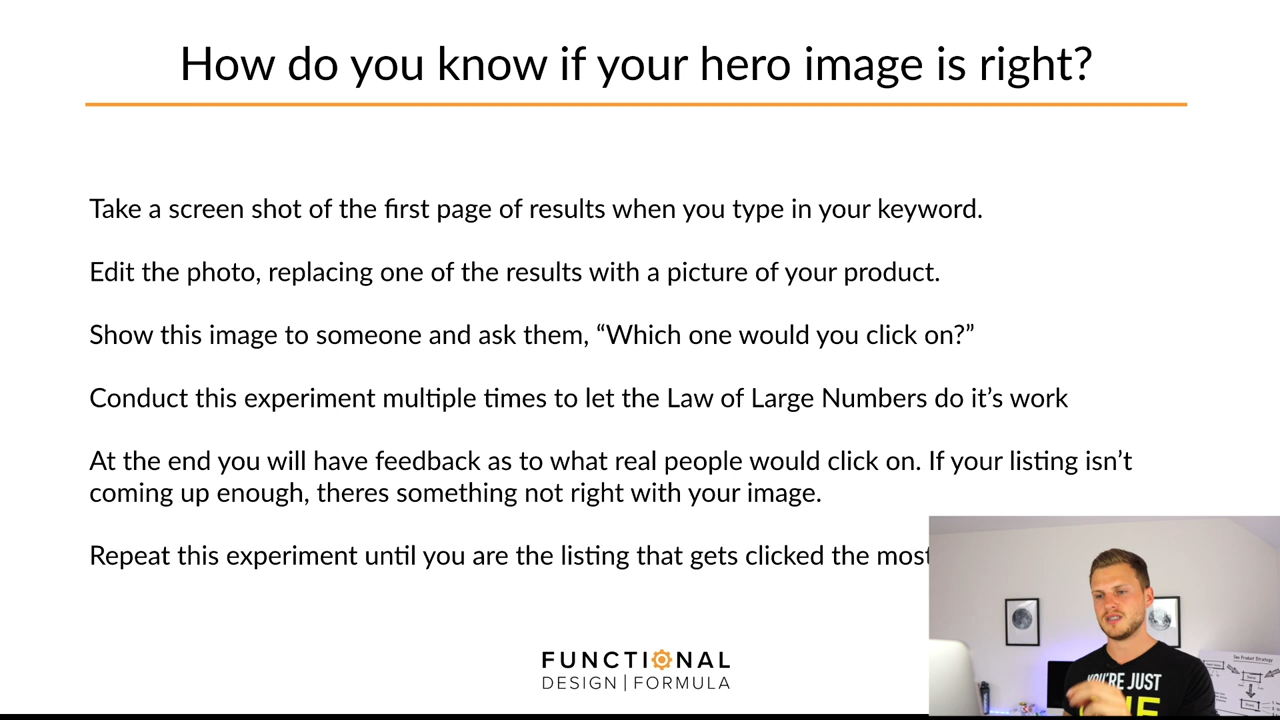 How do you know if your hero image is right?
Take a screen shot of the first page of results when you type in your keyword.
Edit the photo, replacing one of the results with a picture of your product.
Show this image to someone and ask them, “Which one would you click on?”
Conduct this experiment multiple times to let the Law of Large Numbers do it’s work
At the end you will have feedback as to what real people would click on. If your listing isn’t
coming up enough, theres something not right with your image.
Repeat this experiment until you are the listing that gets clicked the most
FUNCTIONAL
DESIGN | FORMULA
YOU'RE JUST